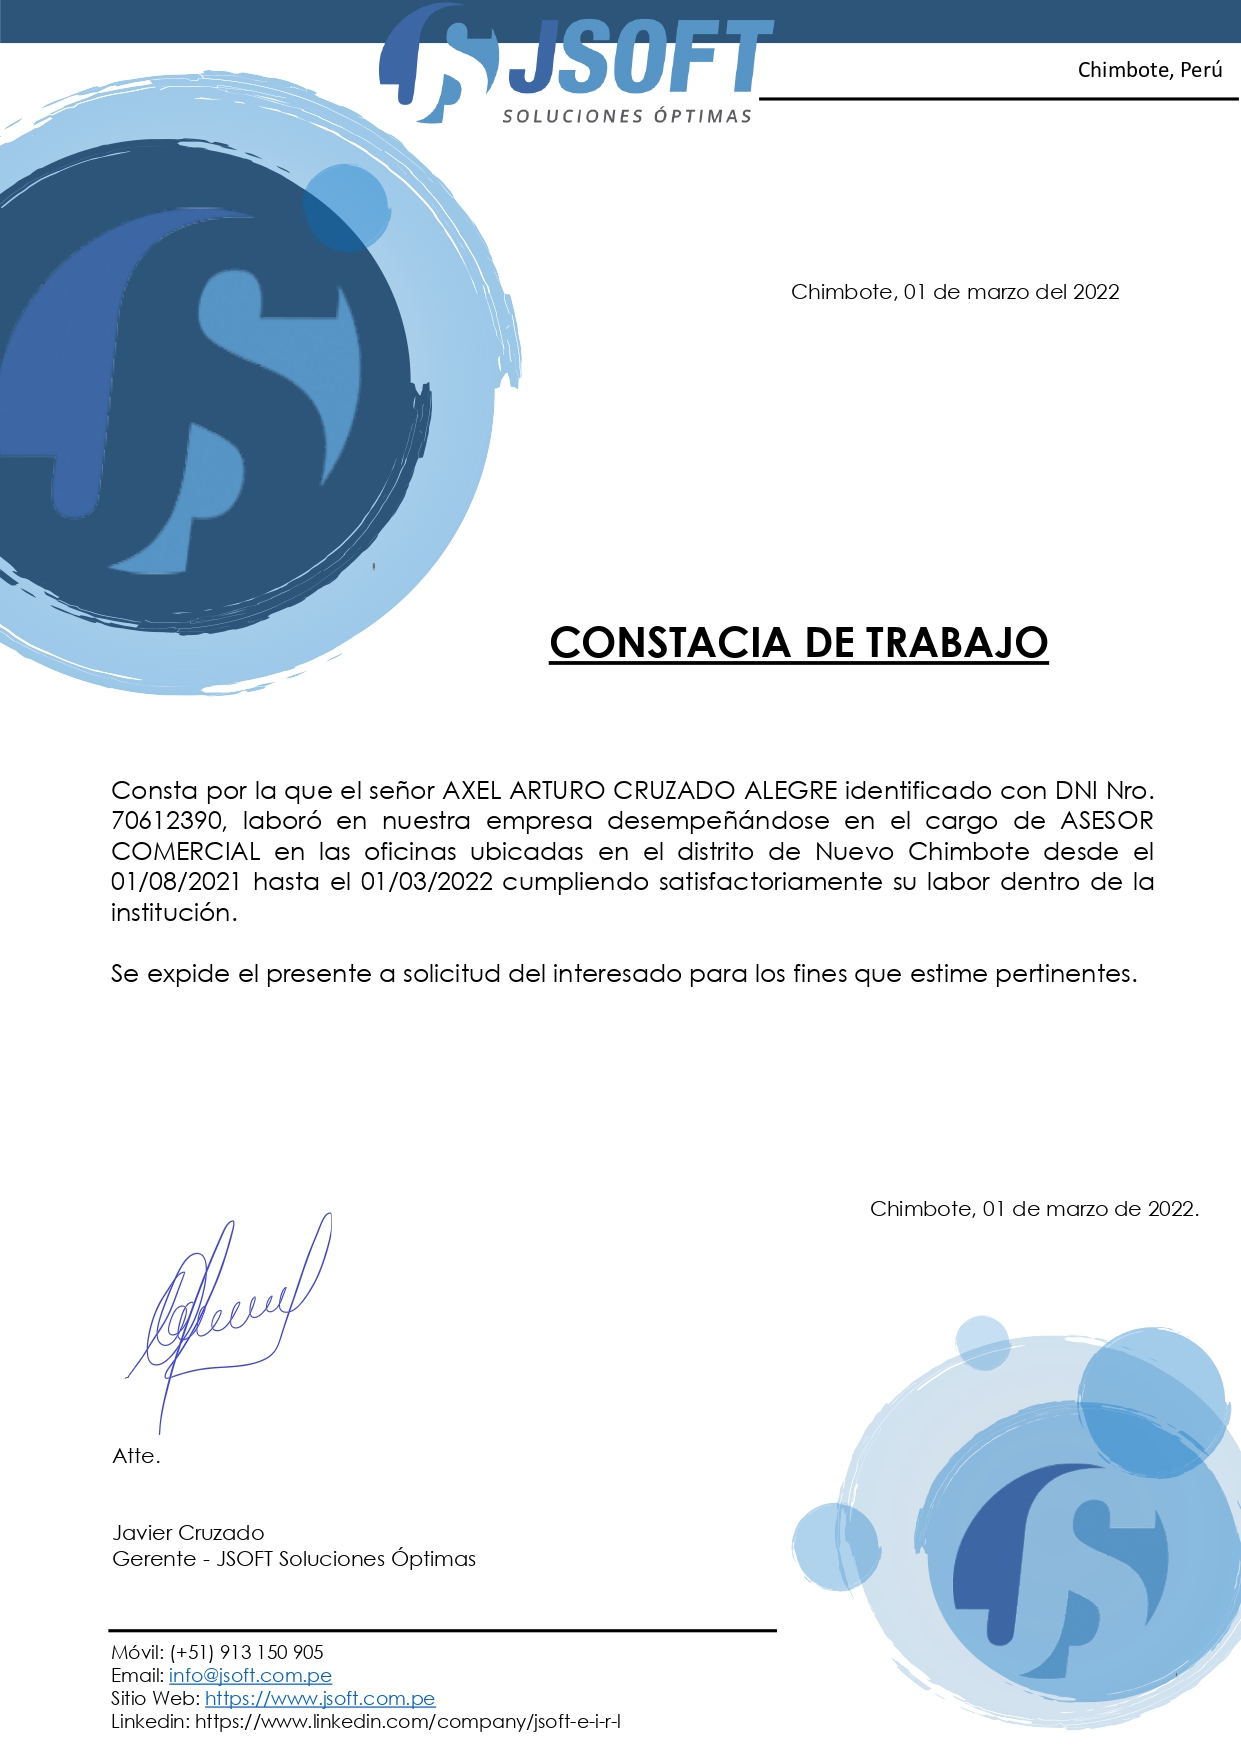 JSOFT
SOLUCIONES ÓPTIMAS
Chimbote, Perú
Chimbote, 01 de marzo del 2022
CONSTACIA DE TRABAJO
Consta por la que el señor AXEL ARTURO CRUZADO ALEGRE identificado con DNI Nro.
70612390, laboró en nuestra empresa desempeñándose en el cargo de ASESOR
COMERCIAL en las oficinas ubicadas en el distrito de Nuevo Chimbote desde el
01/08/2021 hasta el 01/03/2022 cumpliendo satisfactoriamente su labor dentro de la
institución.
Se expide el presente a solicitud del interesado para los fines que estime pertinentes.
Chimbote, 01 de marzo de 2022.
Atte.
Javier Cruzado
Gerente - JSOFT Soluciones Óptimas
Móvil: (+51) 913 150 905
Email: info@jsoft.com.pe
Sitio Web: https://www.jsoft.com.pe
Linkedin: https://www.linkedin.com/company/jsoft-e-i-r-l